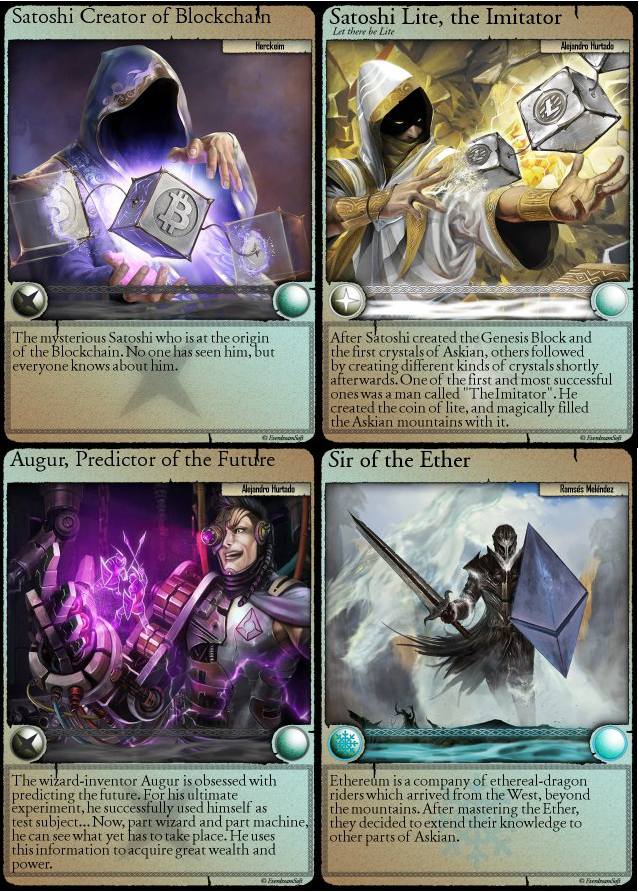 Satoshi Creator of Blockchain
Herckeim
The mysterious Satoshi who is at the origin
of the Blockchain. No one has seen him, but
everyone knows about him.
© EverdreamSoft
Satoshi Lite, the Imitator
Let there be Lite
Alejandro Hurtado
After Satoshi created the Genesis Block and
the first crystals of Askian, others followed
by creating different kinds of crystals shortly
afterwards. One of the first and most successful
ones was a man called "The Imitator". He
created the coin of lite, and magically filled
the Askian mountains with it.
© EverdreamSoft
Augur, Predictor of the Future
Alejandro Hurtado
The wizard-inventor Augur is obsessed with
predicting the future. For his ultimate
experiment, he successfully used himself as
test subject... Now, part wizard and part machine,
he can see what yet has to take place. He uses
this information to acquire great wealth and
power.
© EverdreamSoft
Sir of the Ether
Ramsés Meléndez
Ethereum is a company of ethereal-dragon
riders which arrived from the West, beyond
the mountains. After mastering the Ether,
they decided to extend their knowledge to
other parts of Askian.
© EverdreamSoft